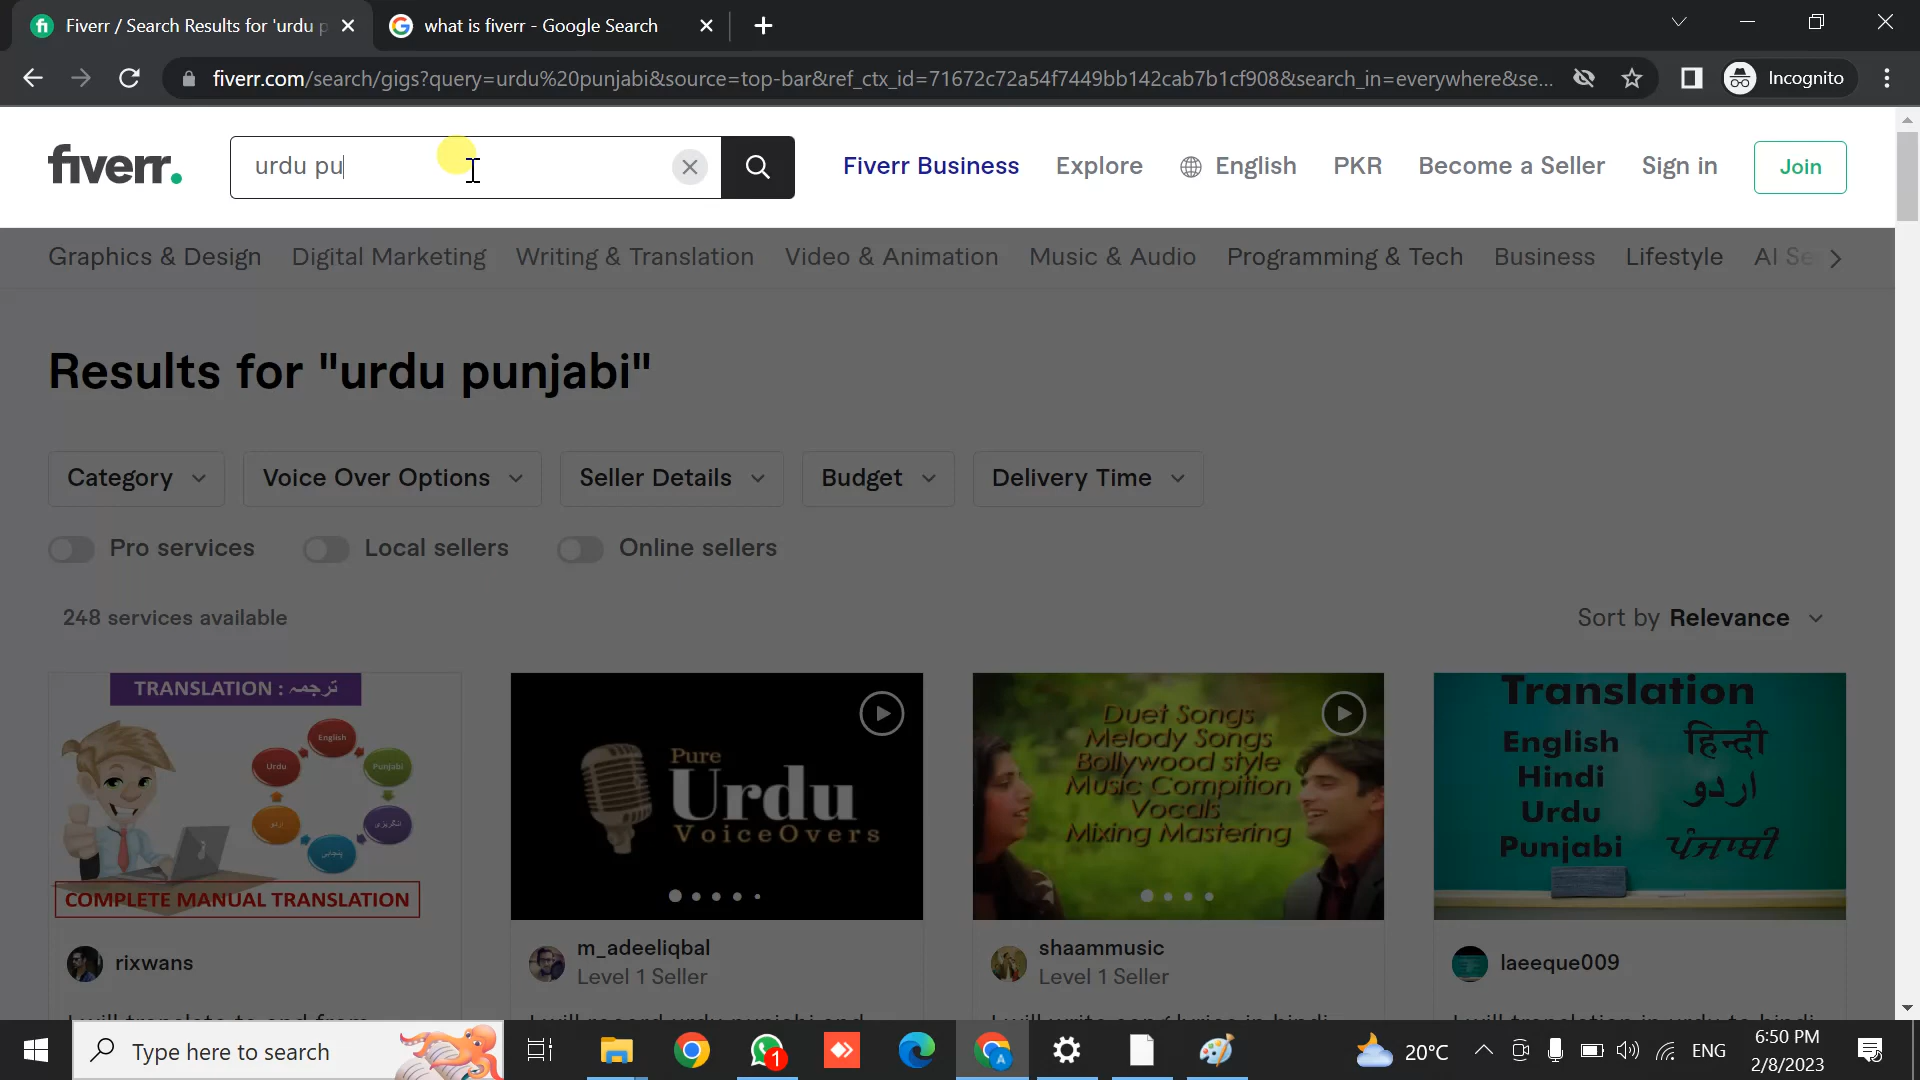 Fiverr / Search Results for 'urdu p
what is fiverr - Google Search
fiverr.com/search/gigs?query=urdu%20punjabi&source=top-bar&ref_ctx_id=71672c72a54f7449bb142cab7b1cf908&search_in=everywhere&se...
Incognito
fiverr.
urdu pu
Fiverr Business
Explore
English
PKR
Become a Seller
Sign in
Join
Graphics & Design
Digital Marketing
Writing & Translation
Video & Animation
Music & Audio
Programming & Tech
Business
Lifestyle
AI Se
Results for "urdu punjabi"
Category
Voice Over Options
Seller Details
Budget
Delivery Time
Pro services
Local sellers
Online sellers
248 services available
Sort by Relevance
TRANSLATION : ترجمہ
English
Urdu
Punjabi
اردو
انگریزی
پنجابی
COMPLETE MANUAL TRANSLATION
Pure
Urdu
VoiceOvers
Duet Songs
Melody Songs
Bollywood style
Music Compition
Vocals
Mixing Mastering
Translation
English हिन्दी
Hindi
Urdu اردو
Punjabi ਪੰਜਾਬੀ
rixwans
m_adeeliqbal
Level 1 Seller
shaammusic
Level 1 Seller
laeeque009
Type here to search
1
A
20°C
ENG
6:50 PM
2/8/2023